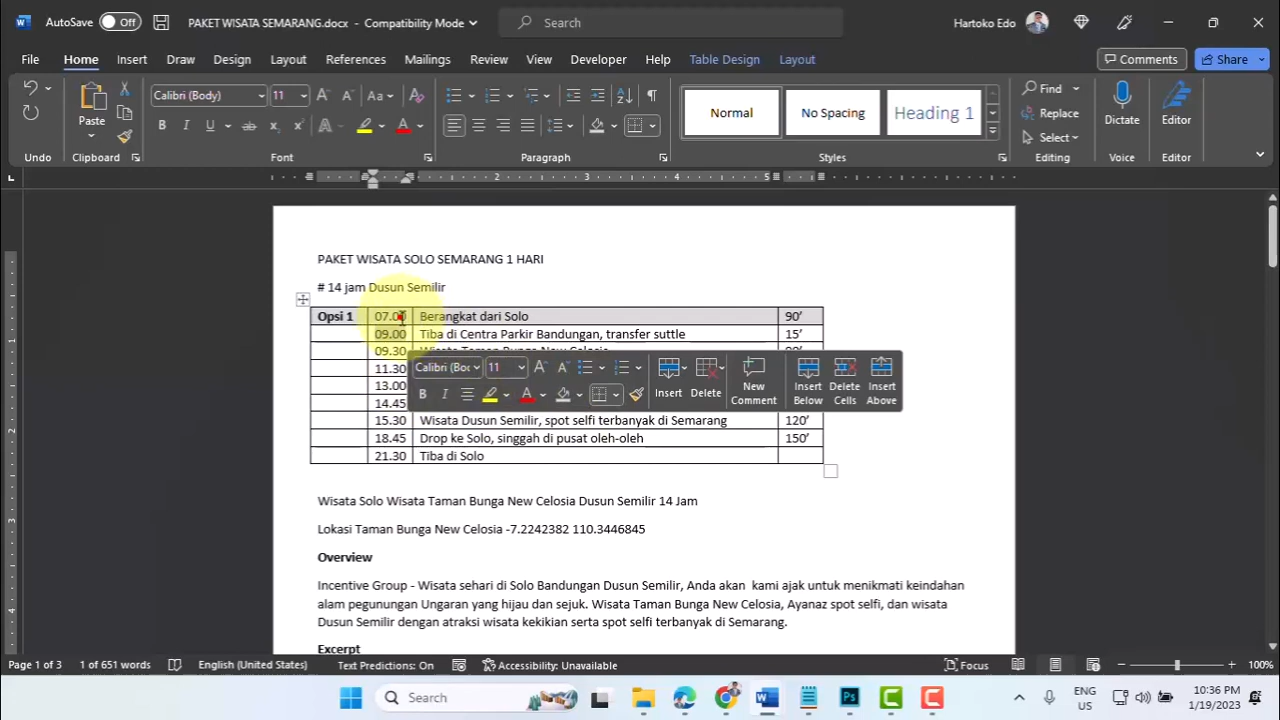 AutoSave Off PAKET WISATA SEMARANG.docx - Compatibility Mode Search Hartoko Edo
File Home Insert Draw Design Layout References Mailings Review View Developer Help Table Design Layout Comments Share
Calibri (Body) 11 Aa Normal No Spacing Heading 1 Find
Paste Replace Dictate Editor
Select
Undo Clipboard Font Paragraph Styles Editing Voice Editor
PAKET WISATA SOLO SEMARANG 1 HARI
# 14 jam Dusun Semilir
Opsi 1 07.00 Berangkat dari Solo 90’
09.00 Tiba di Centra Parkir Bandungan, transfer suttle 15’
09.30 Wisata Taman Bunga New Celosia 90’
11.30
13.00
14.45
15.30 Wisata Dusun Semilir, spot selfi terbanyak di Semarang 120’
18.45 Drop ke Solo, singgah di pusat oleh-oleh 150’
21.30 Tiba di Solo
Calibri (Boc 11
Insert Delete New Comment Insert Below Delete Cells Insert Above
Wisata Solo Wisata Taman Bunga New Celosia Dusun Semilir 14 Jam
Lokasi Taman Bunga New Celosia -7.2242382 110.3446845
Overview
Incentive Group - Wisata sehari di Solo Bandungan Dusun Semilir, Anda akan kami ajak untuk menikmati keindahan
alam pegunungan Ungaran yang hijau dan sejuk. Wisata Taman Bunga New Celosia, Ayanaz spot selfi, dan wisata
Dusun Semilir dengan atraksi wisata kekikian serta spot selfi terbanyak di Semarang.
Excerpt
Page 1 of 3 1 of 651 words English (United States) Text Predictions: On Accessibility: Unavailable Focus 100%
Search ENG US 10:36 PM 1/19/2023